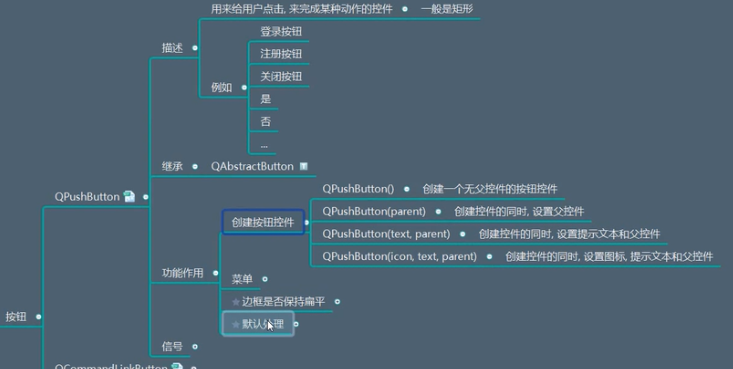 用来给用户点击, 来完成某种动作的控件 一般是矩形
登录按钮
描述
注册按钮
关闭按钮
例如
是
否
...
继承 QAbstractButton
QPushButton
QPushButton() 创建一个无父控件的按钮控件
QPushButton(parent) 创建控件的同时, 设置父控件
创建按钮控件
QPushButton(text, parent) 创建控件的同时, 设置提示文本和父控件
QPushButton(icon, text, parent) 创建控件的同时, 设置图标, 提示文本和父控件
功能作用
菜单
边框是否保持扁平
按钮
默认处理
信号
QCommandLinkButton